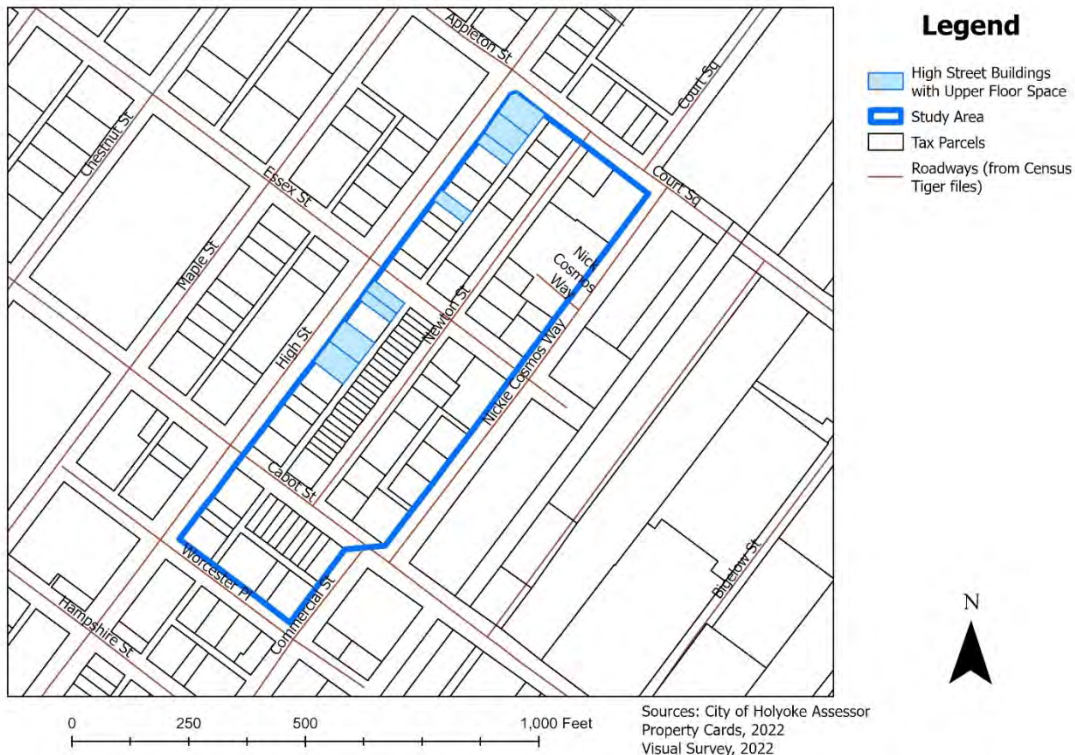 Legend
High Street Buildings
with Upper Floor Space
Study Area
Tax Parcels
Roadways (from Census
Tiger files)
Appleton St
Court Sq
Chestnut St
Essex St
Court Sq
Maple St
Nick
Cosmos
Way
Newton St
High St
Nickie Cosmos Way
Cabot St
Worcester Pl
Commercial St
Bigelow St
Hampshire St
N
0 250 500 1,000 Feet
Sources: City of Holyoke Assessor
Property Cards, 2022
Visual Survey, 2022